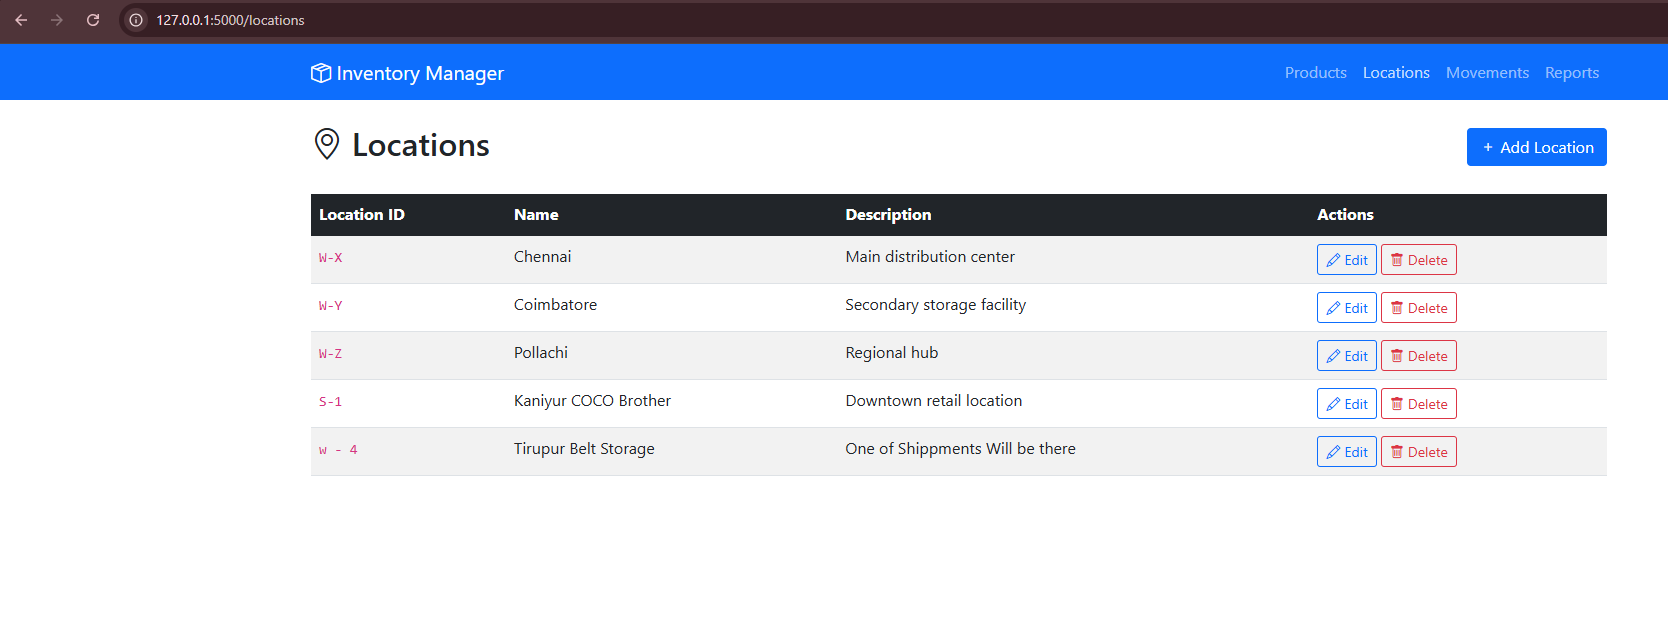 127.0.0.1:5000/locations
Inventory Manager Products Locations Movements Reports
Locations + Add Location
Location ID Name Description Actions
W-X Chennai Main distribution center Edit Delete
W-Y Coimbatore Secondary storage facility Edit Delete
W-Z Pollachi Regional hub Edit Delete
S-1 Kaniyur COCO Brother Downtown retail location Edit Delete
w - 4 Tirupur Belt Storage One of Shippments Will be there Edit Delete